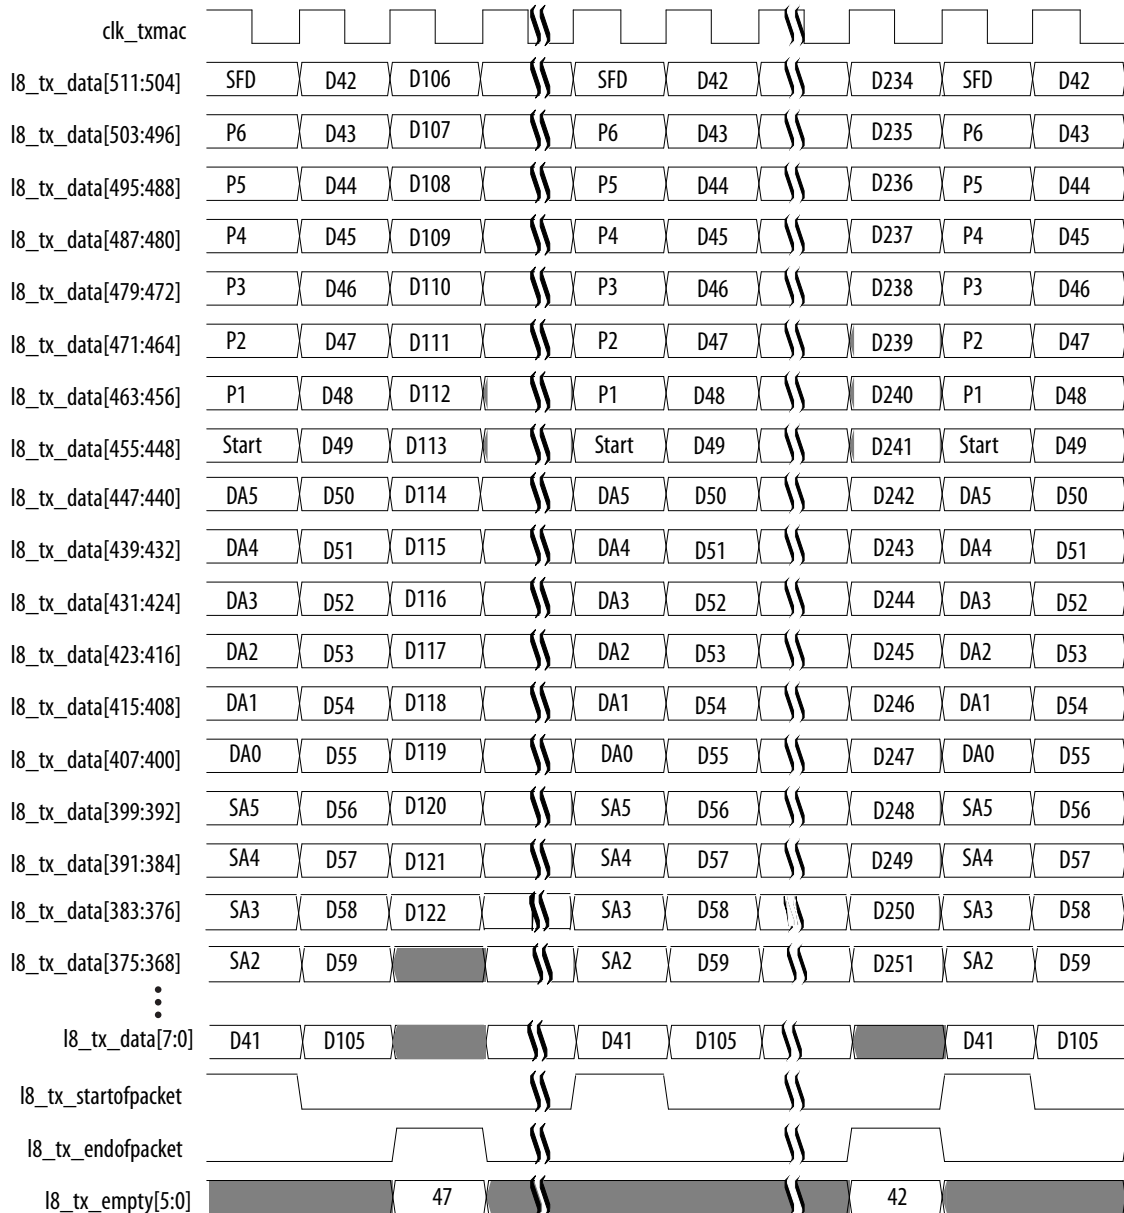 clk_txmac
l8_tx_data[511:504] SFD D42 D106 SFD D42 D234 SFD D42
l8_tx_data[503:496] P6 D43 D107 P6 D43 D235 P6 D43
l8_tx_data[495:488] P5 D44 D108 P5 D44 D236 P5 D44
l8_tx_data[487:480] P4 D45 D109 P4 D45 D237 P4 D45
l8_tx_data[479:472] P3 D46 D110 P3 D46 D238 P3 D46
l8_tx_data[471:464] P2 D47 D111 P2 D47 D239 P2 D47
l8_tx_data[463:456] P1 D48 D112 P1 D48 D240 P1 D48
l8_tx_data[455:448] Start D49 D113 Start D49 D241 Start D49
l8_tx_data[447:440] DA5 D50 D114 DA5 D50 D242 DA5 D50
l8_tx_data[439:432] DA4 D51 D115 DA4 D51 D243 DA4 D51
l8_tx_data[431:424] DA3 D52 D116 DA3 D52 D244 DA3 D52
l8_tx_data[423:416] DA2 D53 D117 DA2 D53 D245 DA2 D53
l8_tx_data[415:408] DA1 D54 D118 DA1 D54 D246 DA1 D54
l8_tx_data[407:400] DA0 D55 D119 DA0 D55 D247 DA0 D55
l8_tx_data[399:392] SA5 D56 D120 SA5 D56 D248 SA5 D56
l8_tx_data[391:384] SA4 D57 D121 SA4 D57 D249 SA4 D57
l8_tx_data[383:376] SA3 D58 D122 SA3 D58 D250 SA3 D58
l8_tx_data[375:368] SA2 D59 SA2 D59 D251 SA2 D59
l8_tx_data[7:0] D41 D105 D41 D105 D41 D105
l8_tx_startofpacket
l8_tx_endofpacket
l8_tx_empty[5:0] 47 42